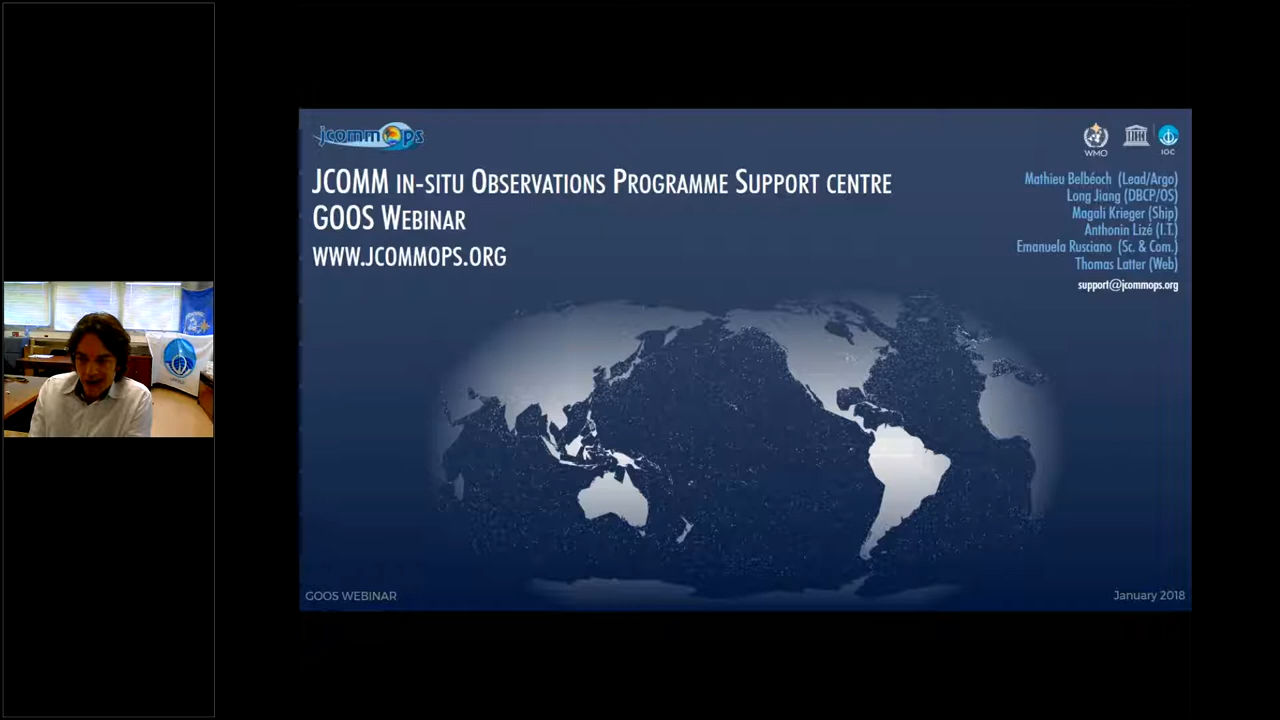 jcommops
JCOMM IN-SITU OBSERVATIONS PROGRAMME SUPPORT CENTRE
GOOS WEBINAR
WWW.JCOMMOPS.ORG
WMO
IOC
Mathieu Belbéoch (Lead/Argo)
Long Jiang (DBCP/OS)
Magali Krieger (Ship)
Anthonin Lizé (I.T.)
Emanuela Rusciano (Sc. & Com.)
Thomas Latter (Web)
support@jcommops.org
GOOS WEBINAR
January 2018